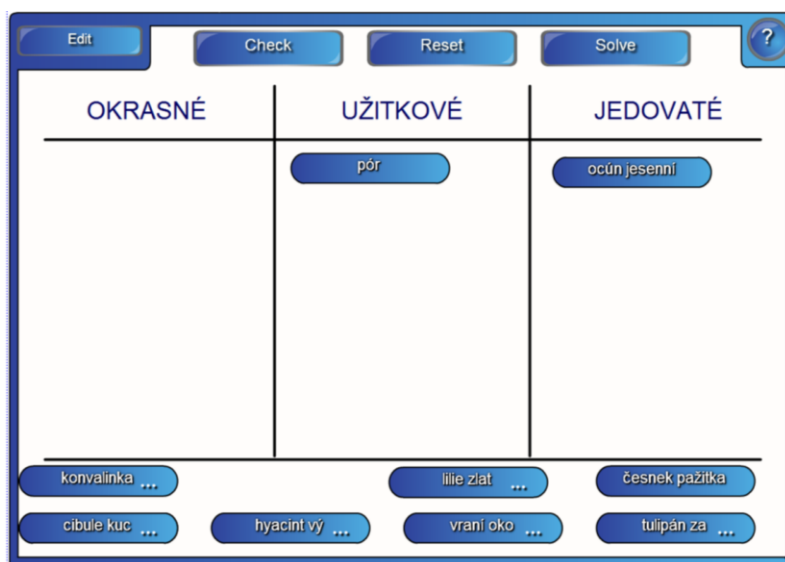 Edit Check Reset Solve ?
OKRASNÉ UŽITKOVÉ JEDOVATÉ
pór ocún jesenní
konvalinka ... lilie zlat ... česnek pažitka
cibule kuc ... hyacint vý ... vraní oko ... tulipán za ...